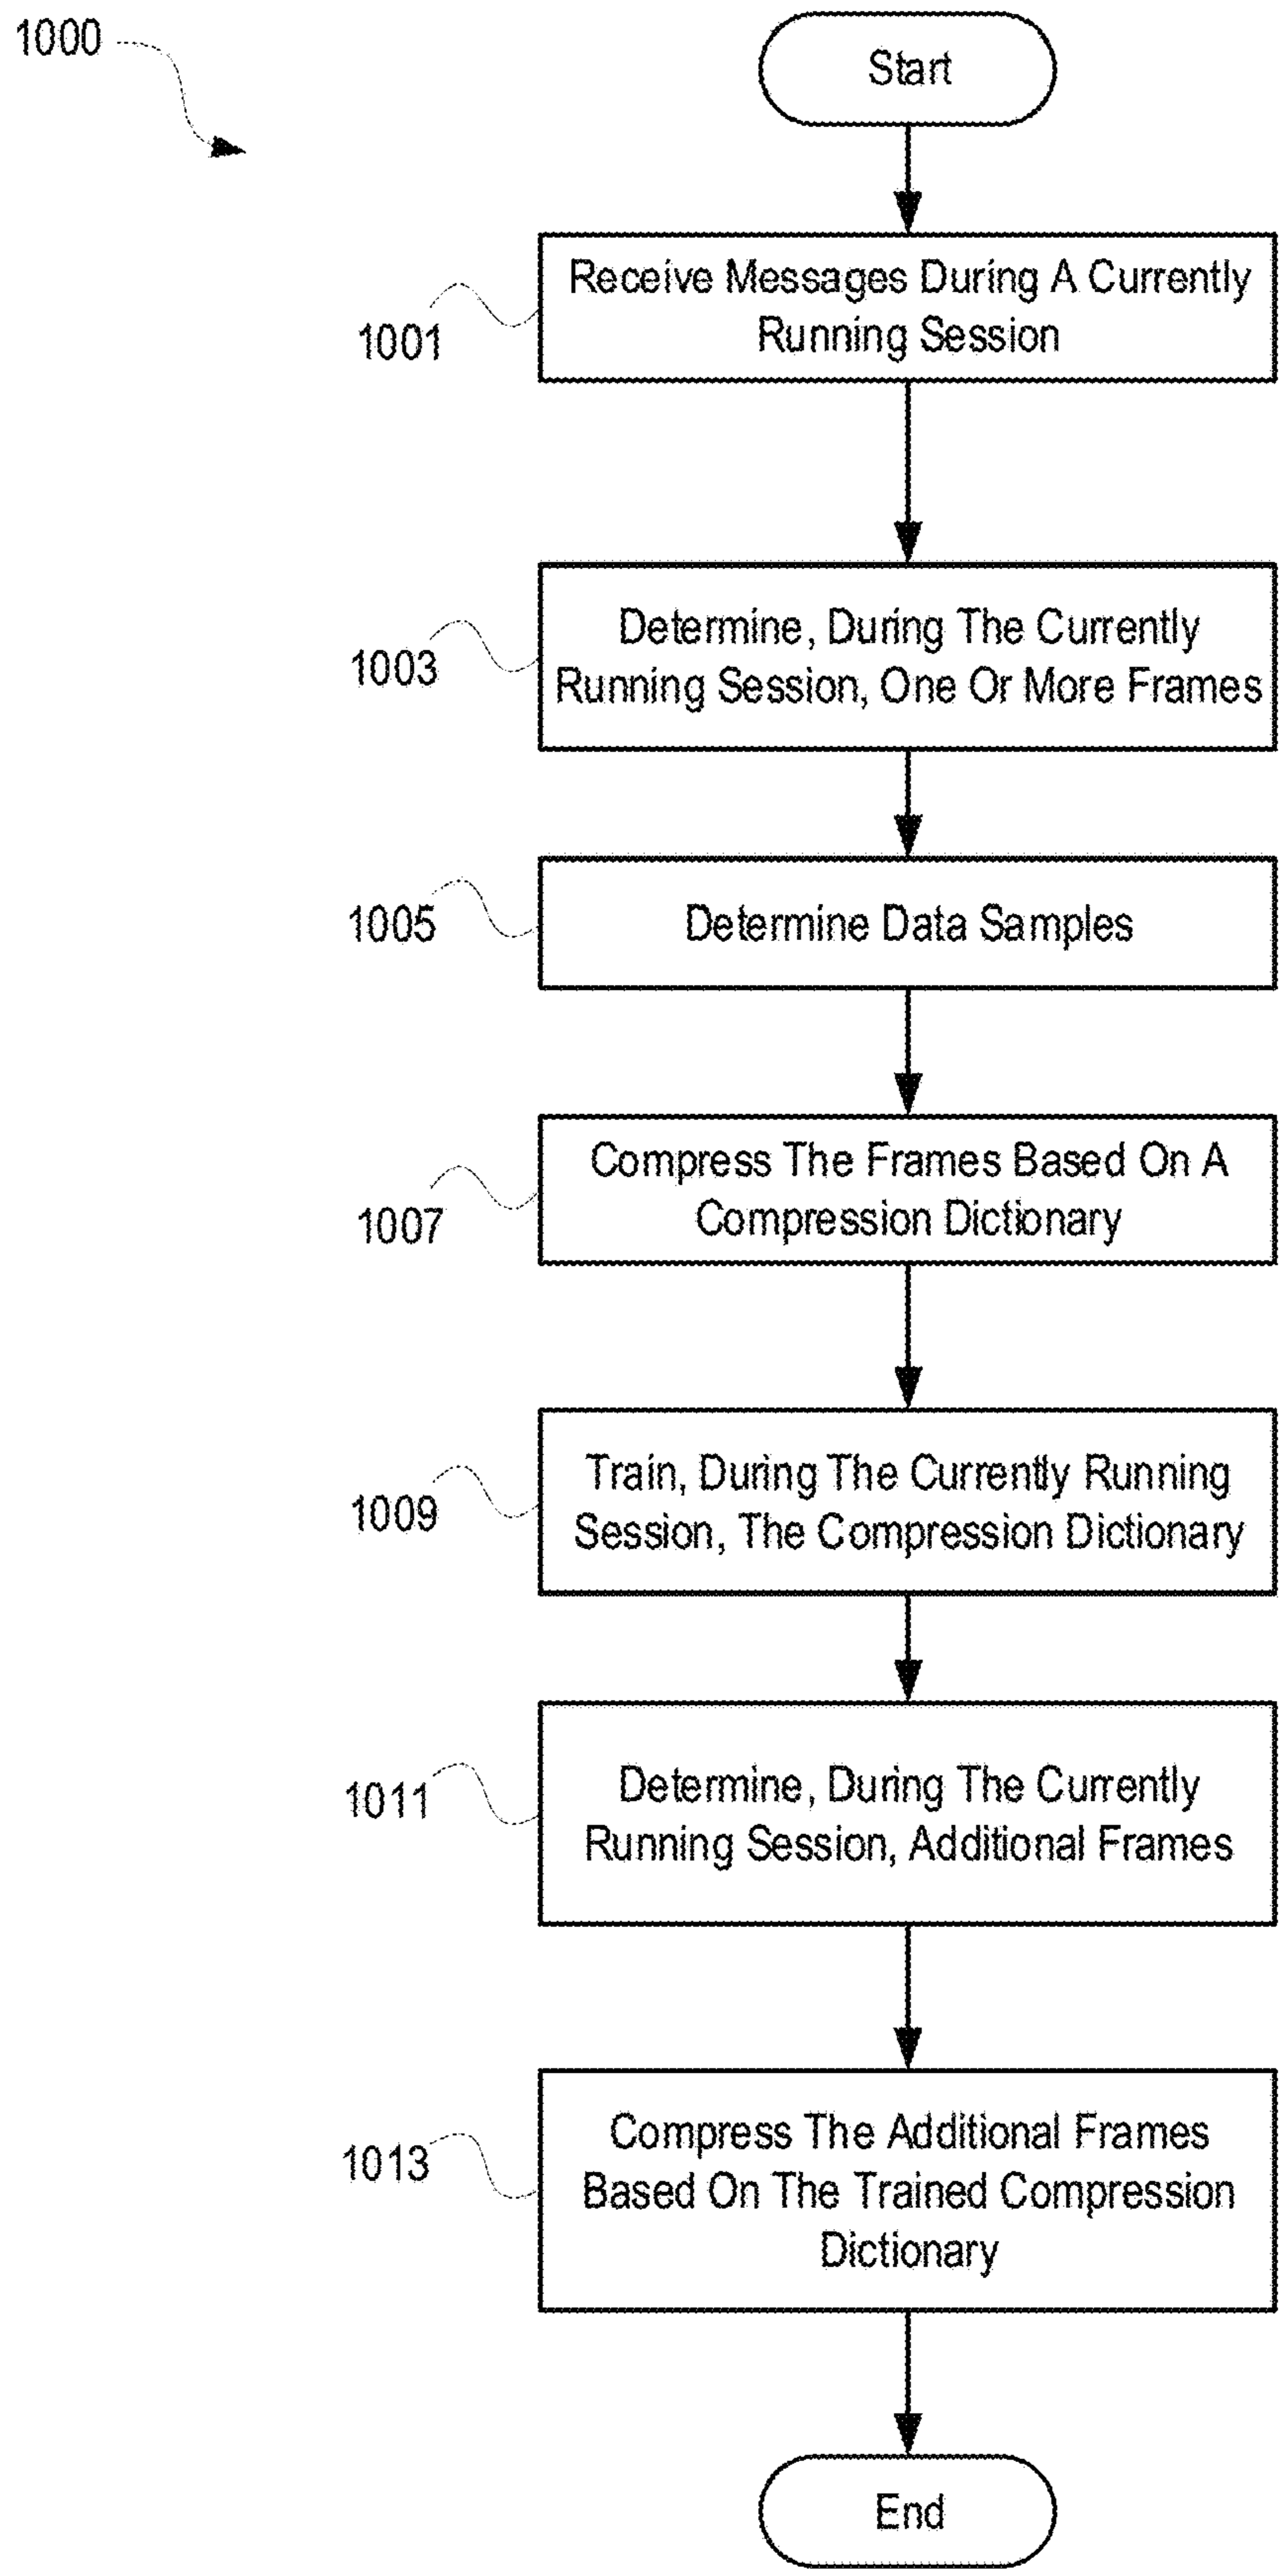 1000
Start
Receive Messages During A Currently
Running Session
1001
Determine, During The Currently
Running Session, One Or More Frames
1003
Determine Data Samples
1005
Compress The Frames Based On A
Compression Dictionary
1007
Train, During The Currently Running
Session, The Compression Dictionary
1009
Determine, During The Currently
Running Session, Additional Frames
1011
Compress The Additional Frames
Based On The Trained Compression
Dictionary
1013
End